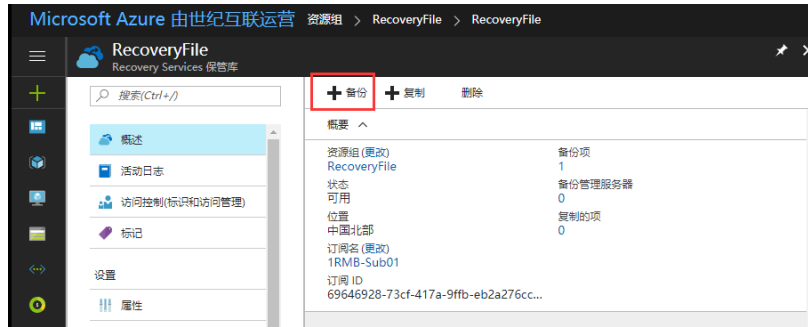 Microsoft Azure 由世纪互联运营 资源组 > RecoveryFile > RecoveryFile
RecoveryFile
Recovery Services 保管库
搜索(Ctrl+/)
备份 复制 删除
概述
活动日志
访问控制(标识和访问管理)
标记
设置
属性
概要
资源组 (更改)
RecoveryFile
状态
可用
位置
中国北部
订阅名 (更改)
1RMB-Sub01
订阅 ID
69646928-73cf-417a-9ffb-eb2a276cc...
备份项
1
备份管理服务器
0
复制的项
0